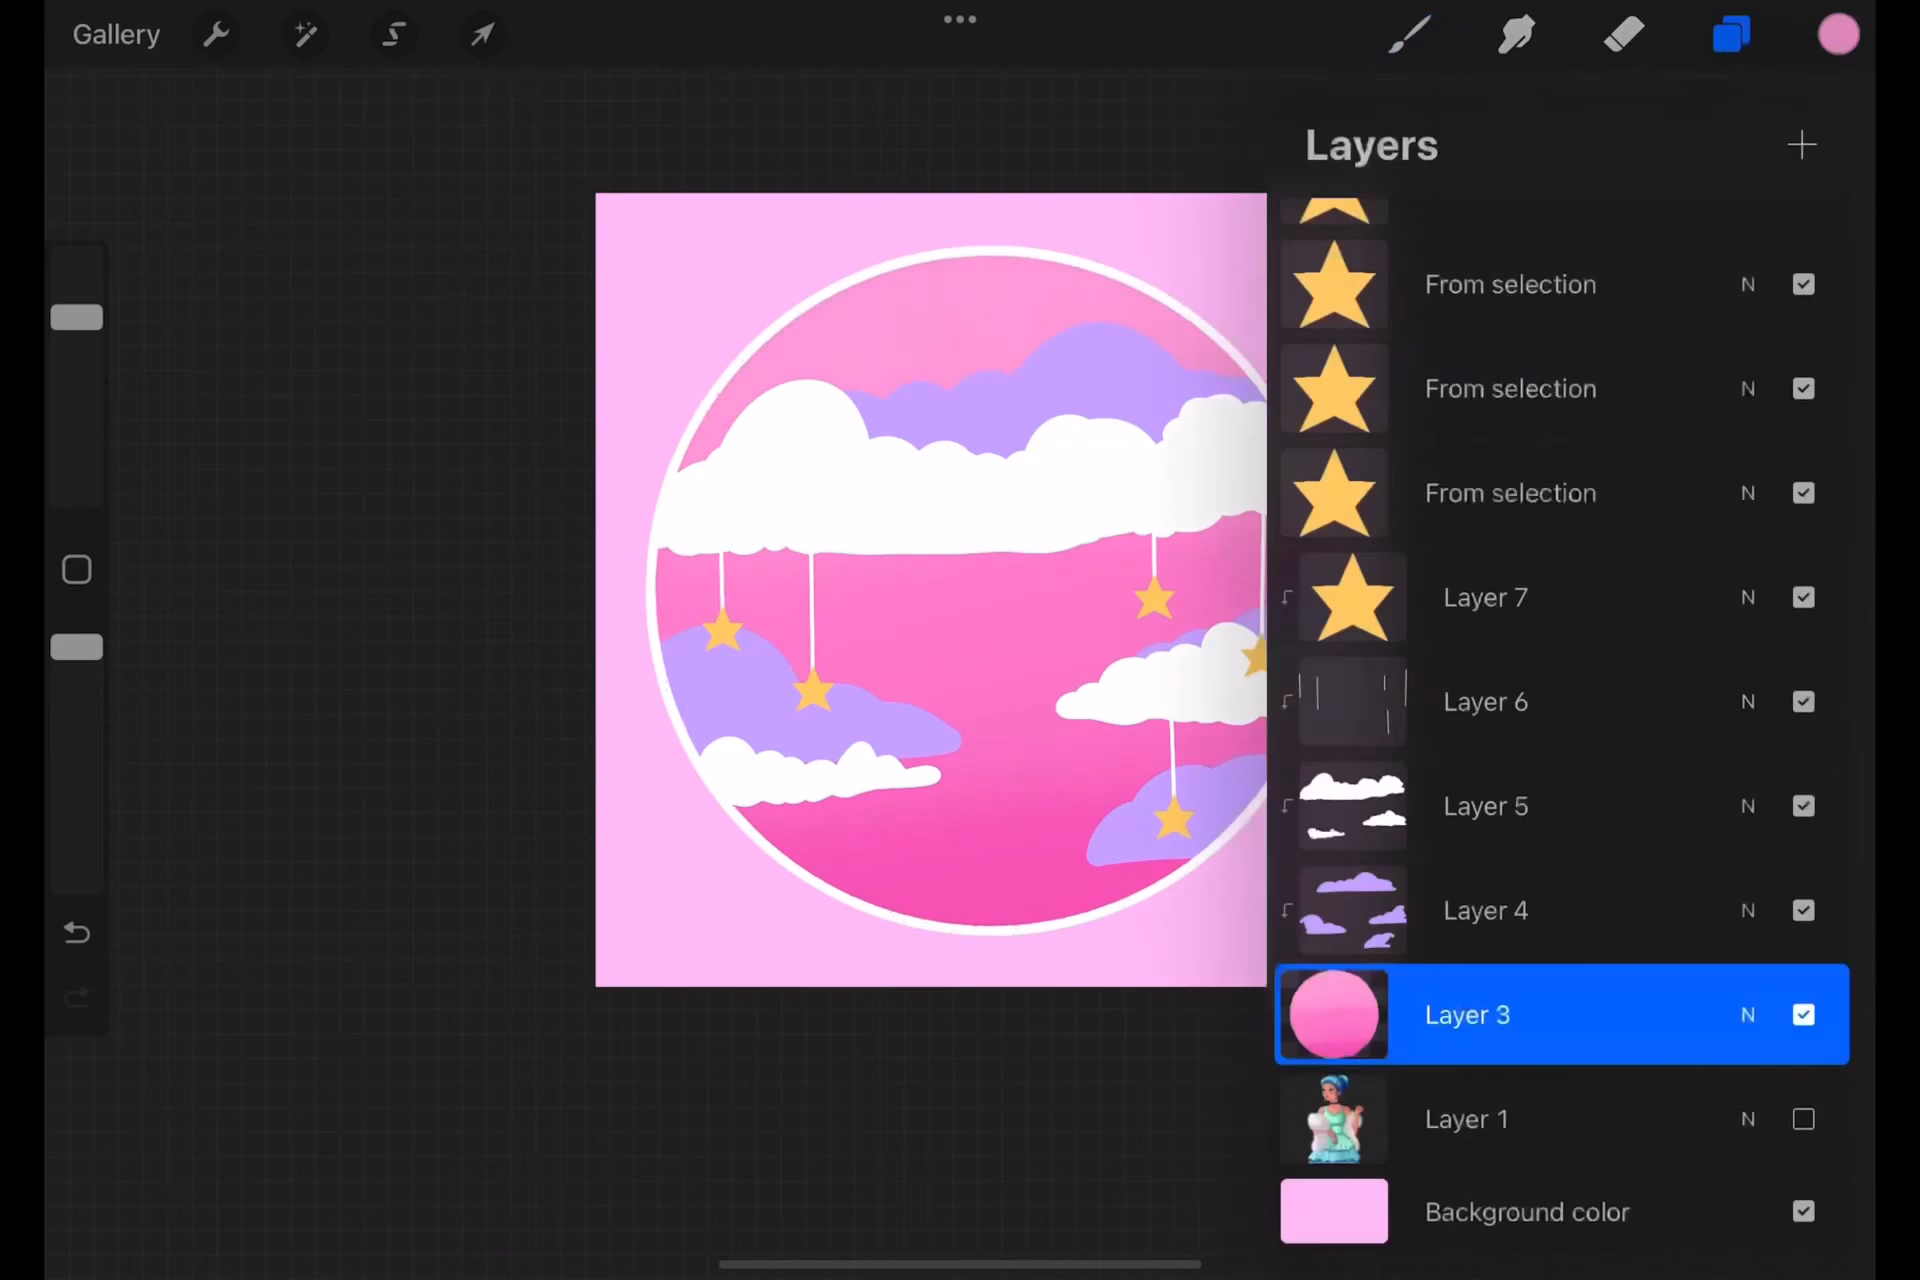 Gallery
Layers
From selection N
From selection N
From selection N
Layer 7 N
Layer 6 N
Layer 5 N
Layer 4 N
Layer 3 N
Layer 1 N
Background color